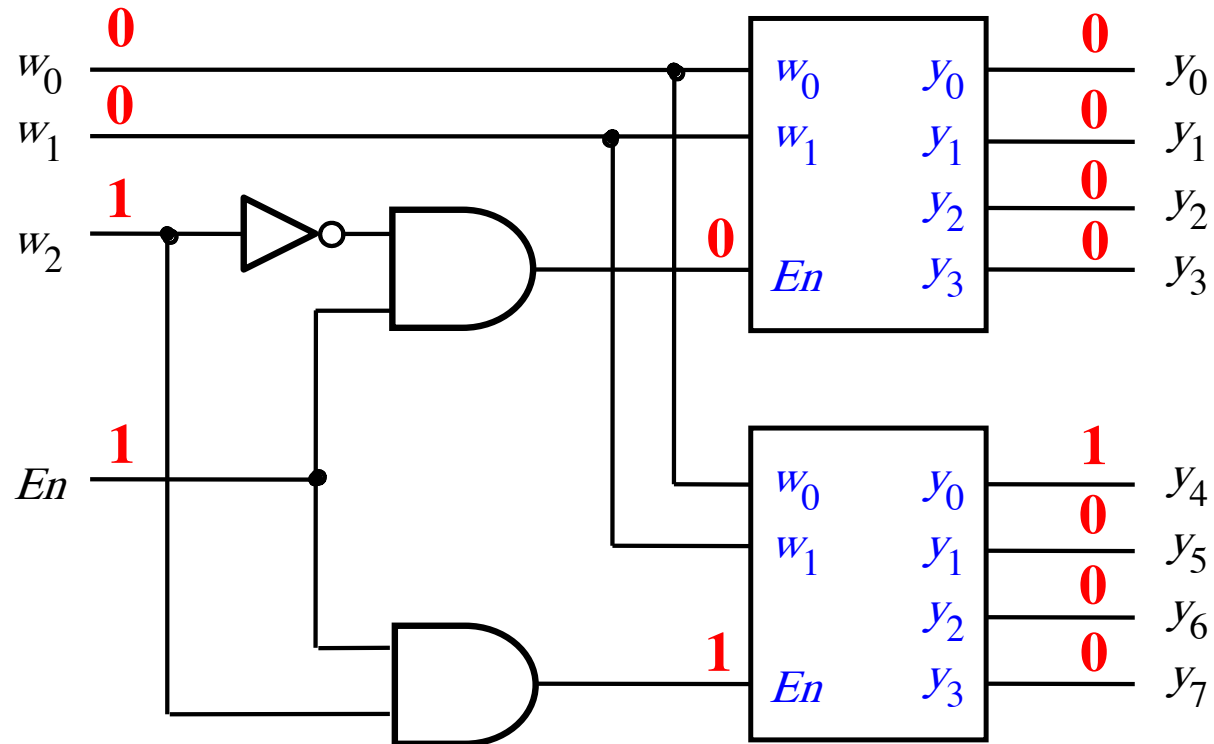 0 0
w0 w0 y0 y0
0 0
w1 w1 y1 y1
1 0
w2 y2 y2
0 0
En y3 y3
1 1
En w0 y0 y4
0
w1 y1 y5
0
y2 y6
1 0
En y3 y7